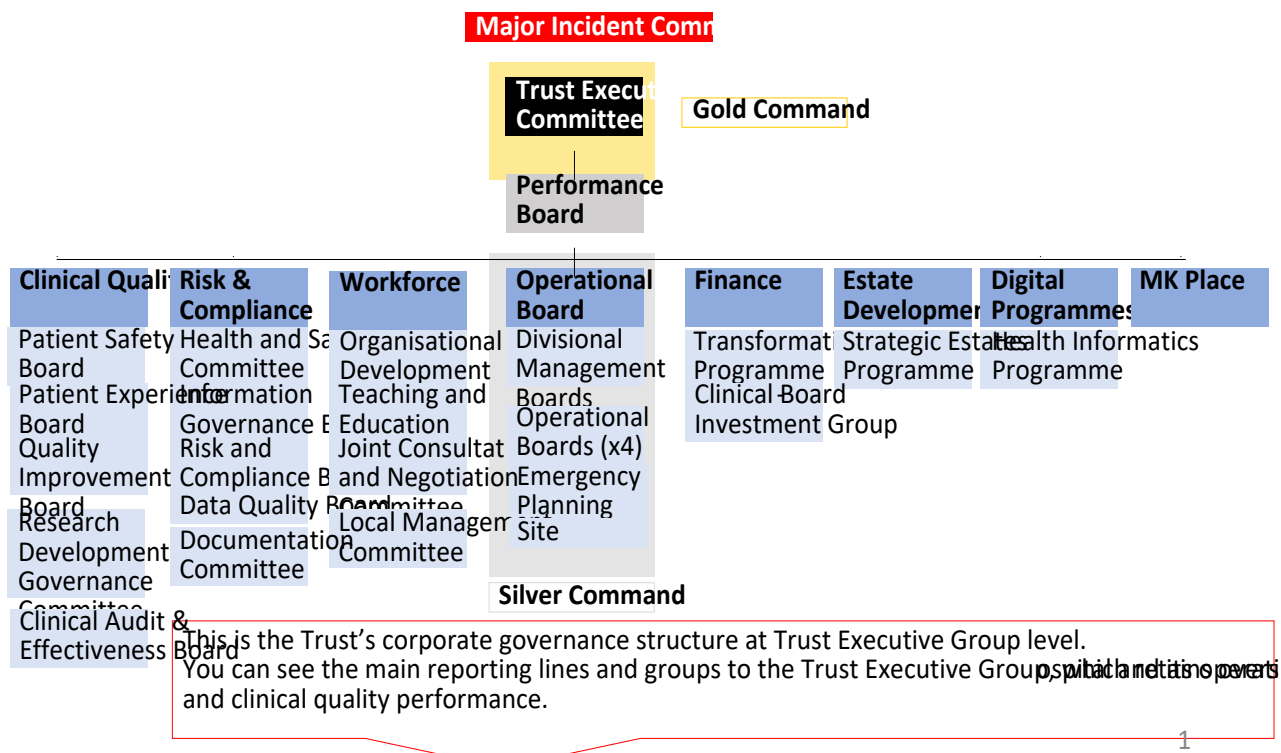 Major Incident Comm
Trust Execut
Committee
Gold Command
Performance
Board
Clinical Qualit
Patient Safety
Board
Patient Experience
Board
Quality
Improvement
Board
Research
Development
Governance
Committee
Clinical Audit &
Effectiveness Board
Risk &
Compliance
Health and Sa
Committee
Information
Governance B
Risk and
Compliance B
Data Quality Board
Documentation
Committee
Workforce
Organisational
Development
Teaching and
Education
Joint Consultat
and Negotiation
Committee
Local Management
Committee
Operational
Board
Divisional
Management
Boards
Operational
Boards (x4)
Emergency
Planning
Site
Silver Command
Finance
Transformati
Programme
Clinical Board
Investment Group
Estate
Developmen
Strategic Estates
Programme
Digital
Programmes
Health Informatics
Programme
MK Place
This is the Trust's corporate governance structure at Trust Executive Group level.
You can see the main reporting lines and groups to the Trust Executive Group, which retains
and clinical quality performance.
1